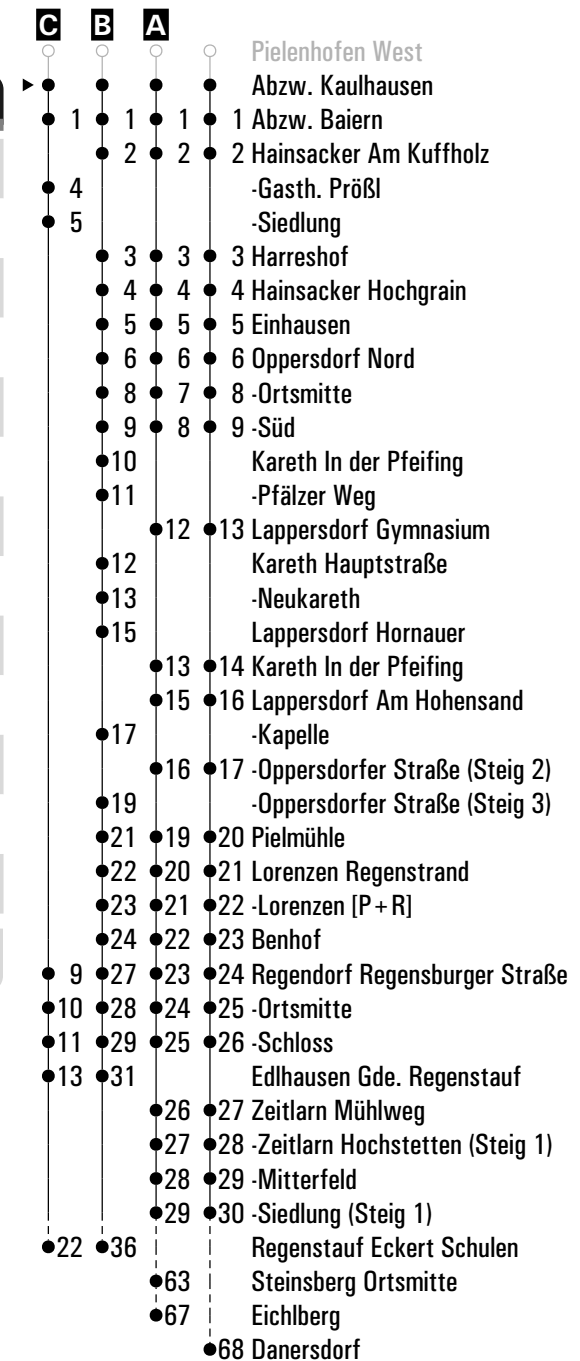 C B A
Pielenhofen West
Abzw. Kaulhausen
1 1 1 1 Abzw. Baiern
2 2 2 Hainsacker Am Kuffholz
4 -Gasth. Prößl
5 -Siedlung
3 3 3 Harreshof
4 4 4 Hainsacker Hochgrain
5 5 5 Einhausen
6 6 6 Oppersdorf Nord
8 7 8 -Ortsmitte
9 8 9 -Süd
10 Kareth In der Pfeifing
11 -Pfälzer Weg
12 13 Lappersdorf Gymnasium
12 Kareth Hauptstraße
13 -Neukareth
15 Lappersdorf Hornauer
13 14 Kareth In der Pfeifing
15 16 Lappersdorf Am Hohensand
17 -Kapelle
16 17 -Oppersdorfer Straße (Steig 2)
19 -Oppersdorfer Straße (Steig 3)
21 19 20 Pielmühle
22 20 21 Lorenzen Regenstrand
23 21 22 -Lorenzen [P+R]
24 22 23 Benhof
9 27 23 24 Regendorf Regensburger Straße
10 28 24 25 -Ortsmitte
11 29 25 26 -Schloss
13 31 Edlhausen Gde. Regenstauf
26 27 Zeitlarn Mühlweg
27 28 -Zeitlarn Hochstetten (Steig 1)
28 29 -Mitterfeld
29 30 -Siedlung (Steig 1)
22 36 Regenstauf Eckert Schulen
63 Steinsberg Ortsmitte
67 Eichlberg
68 Danersdorf